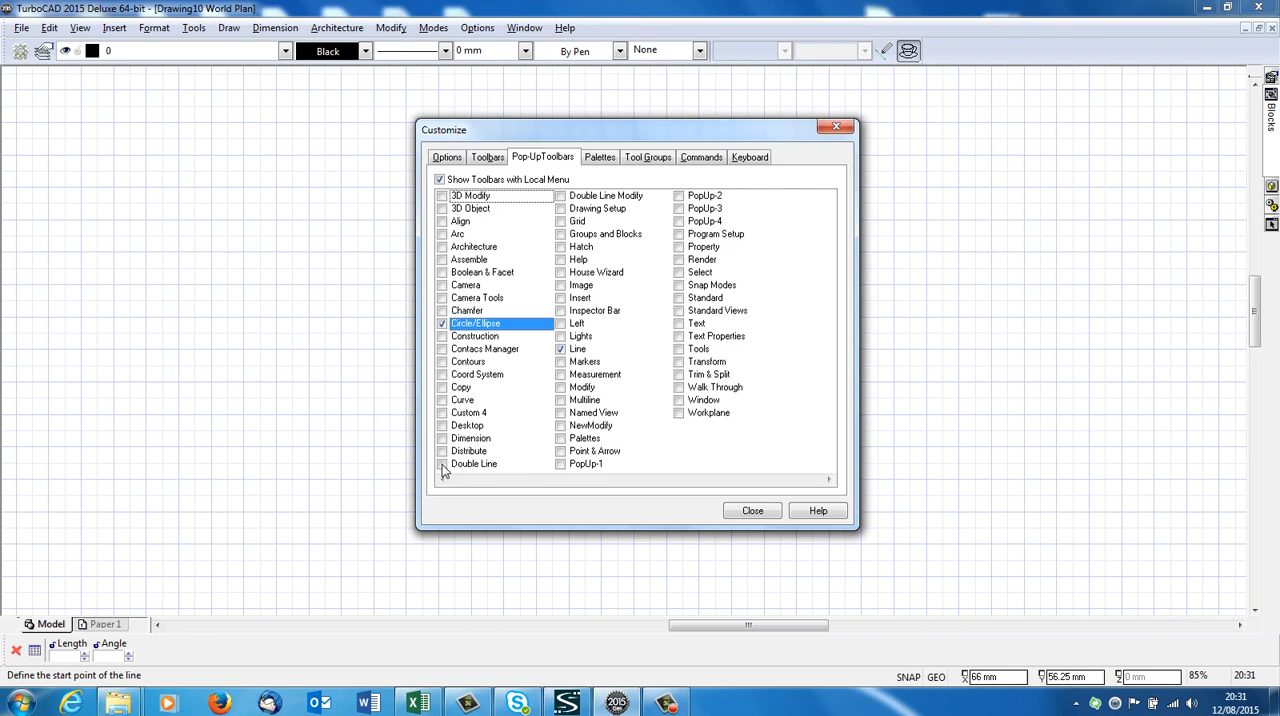 TurboCAD 2015 Deluxe 64-bit - [Drawing10 World Plan]
File Edit View Insert Format Tools Draw Dimension Architecture Modify Modes Options Window Help
0 Black 0 mm By Pen None
Blocks
Customize
Options Toolbars Pop-UpToolbars Palettes Tool Groups Commands Keyboard
Show Toolbars with Local Menu
3D Modify Double Line Modify PopUp-2
3D Object Drawing Setup PopUp-3
Align Grid PopUp-4
Arc Groups and Blocks Program Setup
Architecture Hatch Property
Assemble Help Render
Boolean & Facet House Wizard Select
Camera Image Snap Modes
Camera Tools Insert Standard
Chamfer Inspector Bar Standard Views
Circle/Ellipse Left Text
Construction Lights Text Properties
Contacs Manager Line Tools
Contours Markers Transform
Coord System Measurement Trim & Split
Copy Modify Walk Through
Curve Multiline Window
Custom 4 Named View Workplane
Desktop NewModify
Dimension Palettes
Distribute Point & Arrow
Double Line PopUp-1
Close Help
Model Paper 1
Length Angle
Define the start point of the line
SNAP GEO X 66 mm Y 56.25 mm Z 0 mm 85% 20:31
20:31
12/08/2015